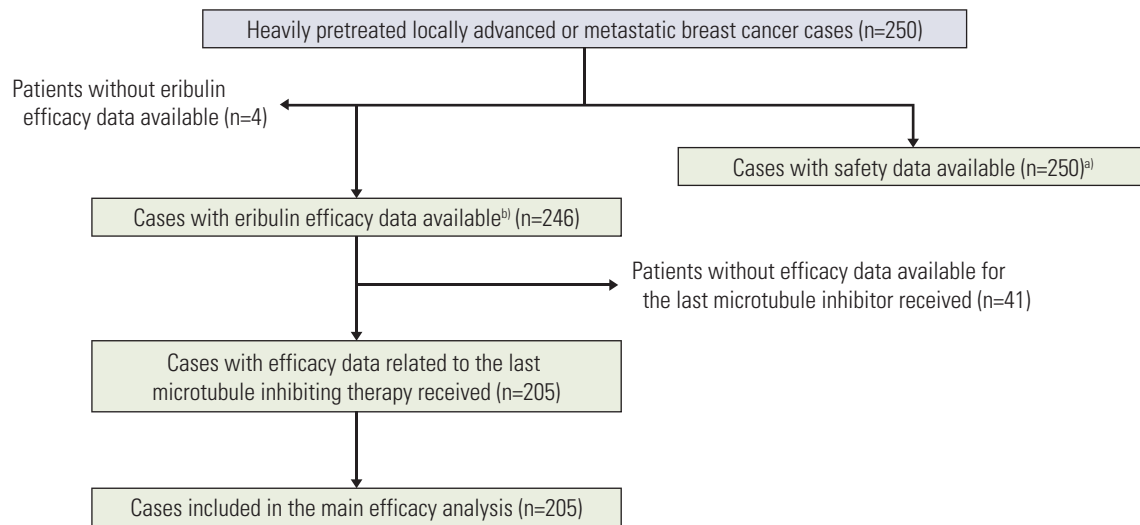 Heavily pretreated locally advanced or metastatic breast cancer cases (n=250)
Patients without eribulin
efficacy data available (n=4)
Cases with safety data available (n=250)a)
Cases with eribulin efficacy data availableb) (n=246)
Patients without efficacy data available for
the last microtubule inhibitor received (n=41)
Cases with efficacy data related to the last
microtubule inhibiting therapy received (n=205)
Cases included in the main efficacy analysis (n=205)